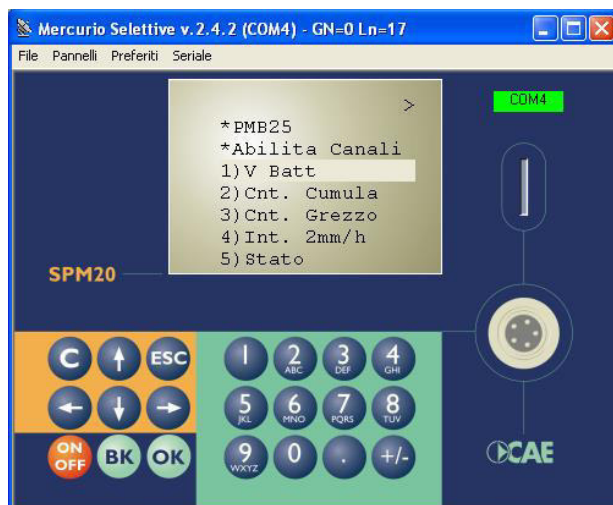 Mercurio Selettive v.2.4.2 (COM4) - GN=0 Ln=17
File Pannelli Preferiti Seriale
>
*PMB25
*Abilita Canali
1)V Batt
2)Cnt. Cumula
3)Cnt. Grezzo
4)Int. 2mm/h
5)Stato
COM4
SPM20
C ESC
1 2 3 4
ABC DEF GHI
5 6 7 8
JKL MNO PQRS TUV
ON OFF BK OK
9 0 . +/-
WXYZ
CAE